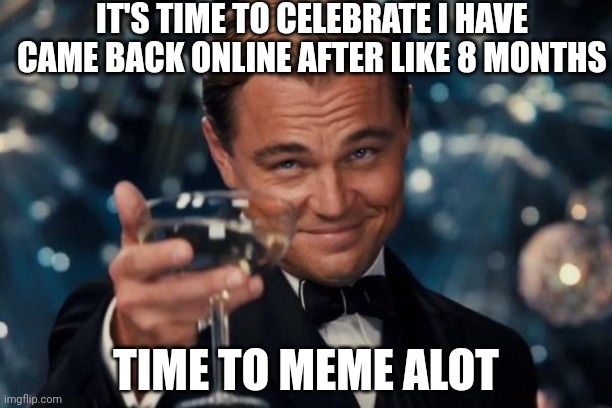 IT'S TIME TO CELEBRATE I HAVE
CAME BACK ONLINE AFTER LIKE 8 MONTHS
TIME TO MEME ALOT
imgflip.com